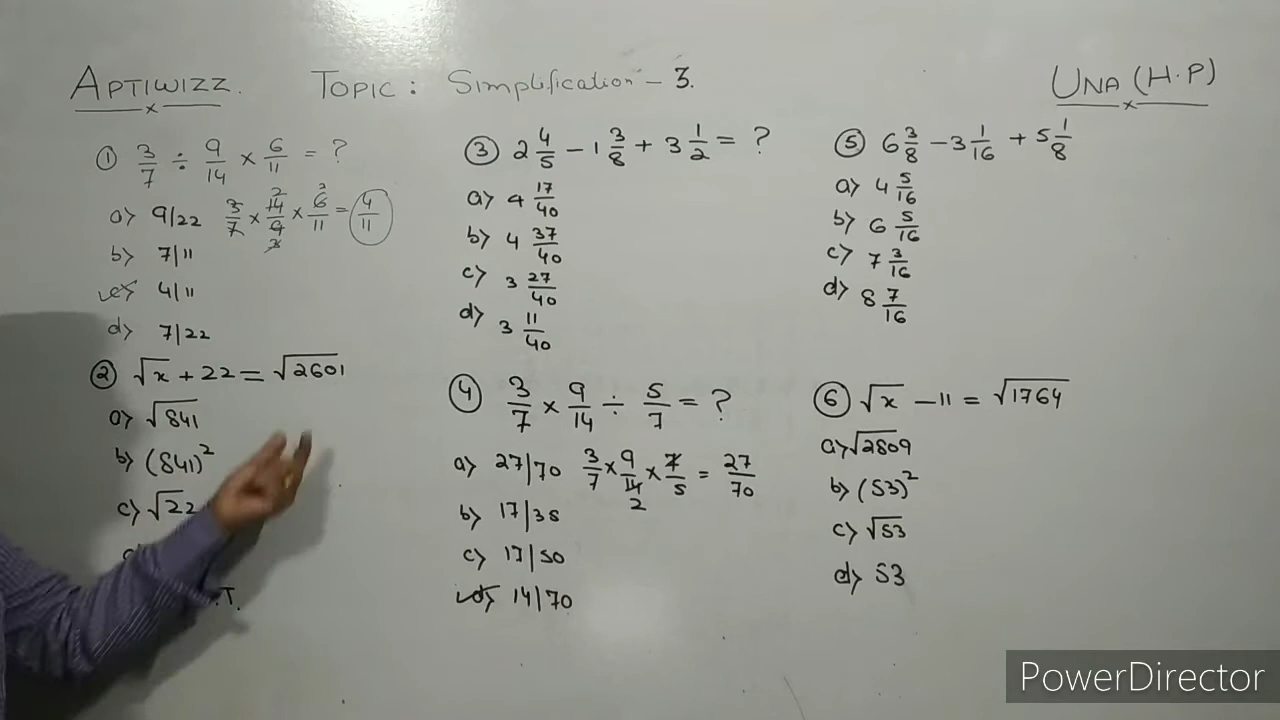 APTIWIZZ. TOPIC: Simplification - 3. UNA (H.P)
① 3/7 ÷ 9/14 × 6/11 = ?
a) 9/22 3/7 × 14/9 × 6/11 = 4/11
2 2
3
b) 7/11
c) 4/11
d) 7/22
② √x + 22 = √2601
a) √841
b) (841)²
c) √22
d)
.T.
③ 2 4/5 - 1 3/8 + 3 1/2 = ?
a) 4 17/40
b) 4 37/40
c) 3 27/40
d) 3 11/40
④ 3/7 × 9/14 ÷ 5/7 = ?
a) 27/70 3/7 × 9/14 × 7/5 = 27/70
2
b) 17/35
c) 17/50
d) 14/70
⑤ 6 3/8 - 3 1/16 + 5 1/8
a) 4 5/16
b) 6 5/16
c) 7 3/16
d) 8 7/16
⑥ √x - 11 = √1764
a) √2809
b) (53)²
c) √53
d) 53
PowerDirector